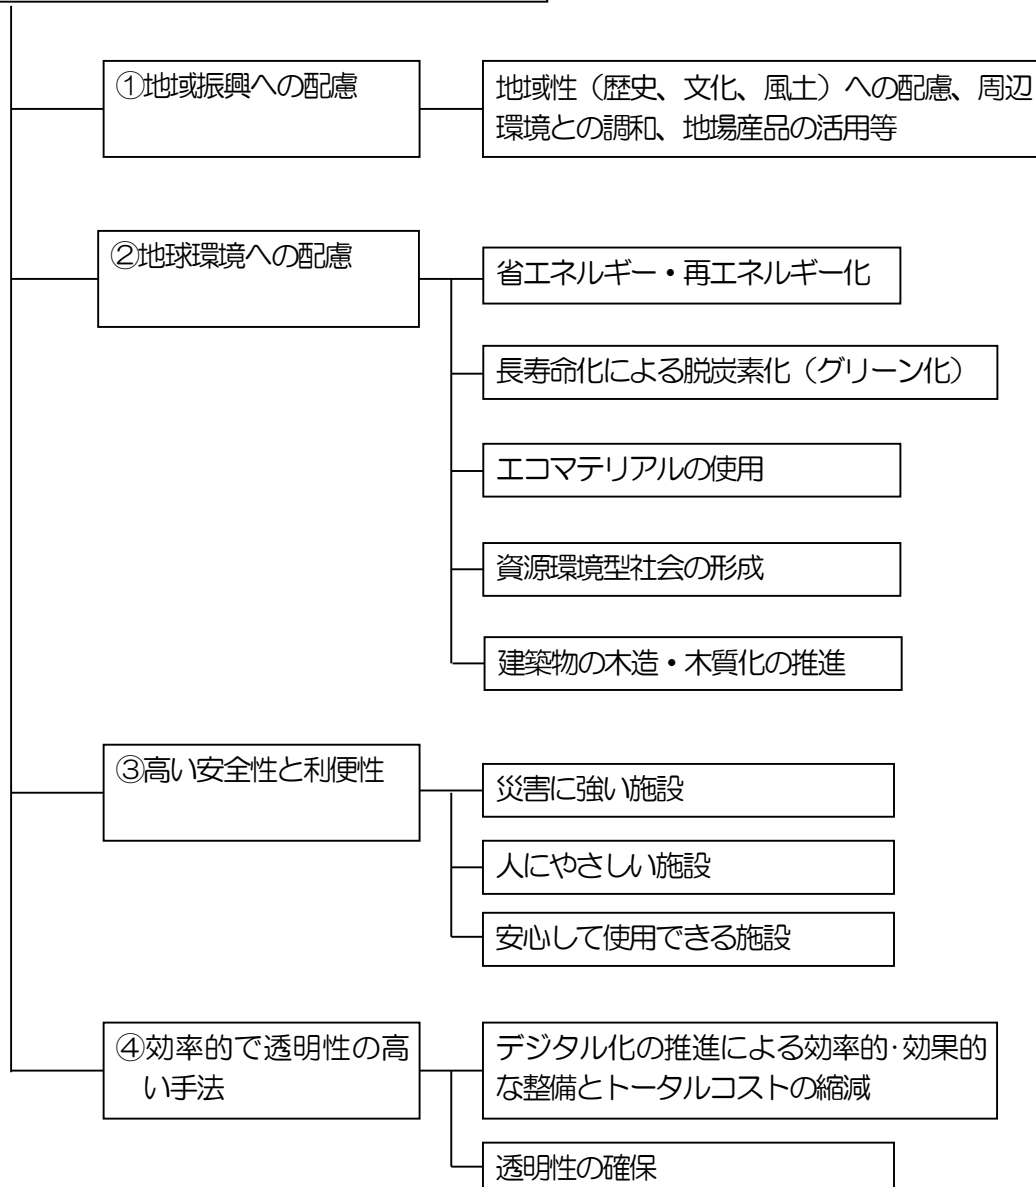 ①地域振興への配慮
地域性（歴史、文化、風土）への配慮、周辺
環境との調和、地場産品の活用等
②地球環境への配慮
省エネルギー・再エネルギー化
長寿命化による脱炭素化（グリーン化）
エコマテリアルの使用
資源環境型社会の形成
建築物の木造・木質化の推進
③高い安全性と利便性
災害に強い施設
人にやさしい施設
安心して使用できる施設
④効率的で透明性の高
い手法
デジタル化の推進による効率的･効果的
な整備とトータルコストの縮減
透明性の確保